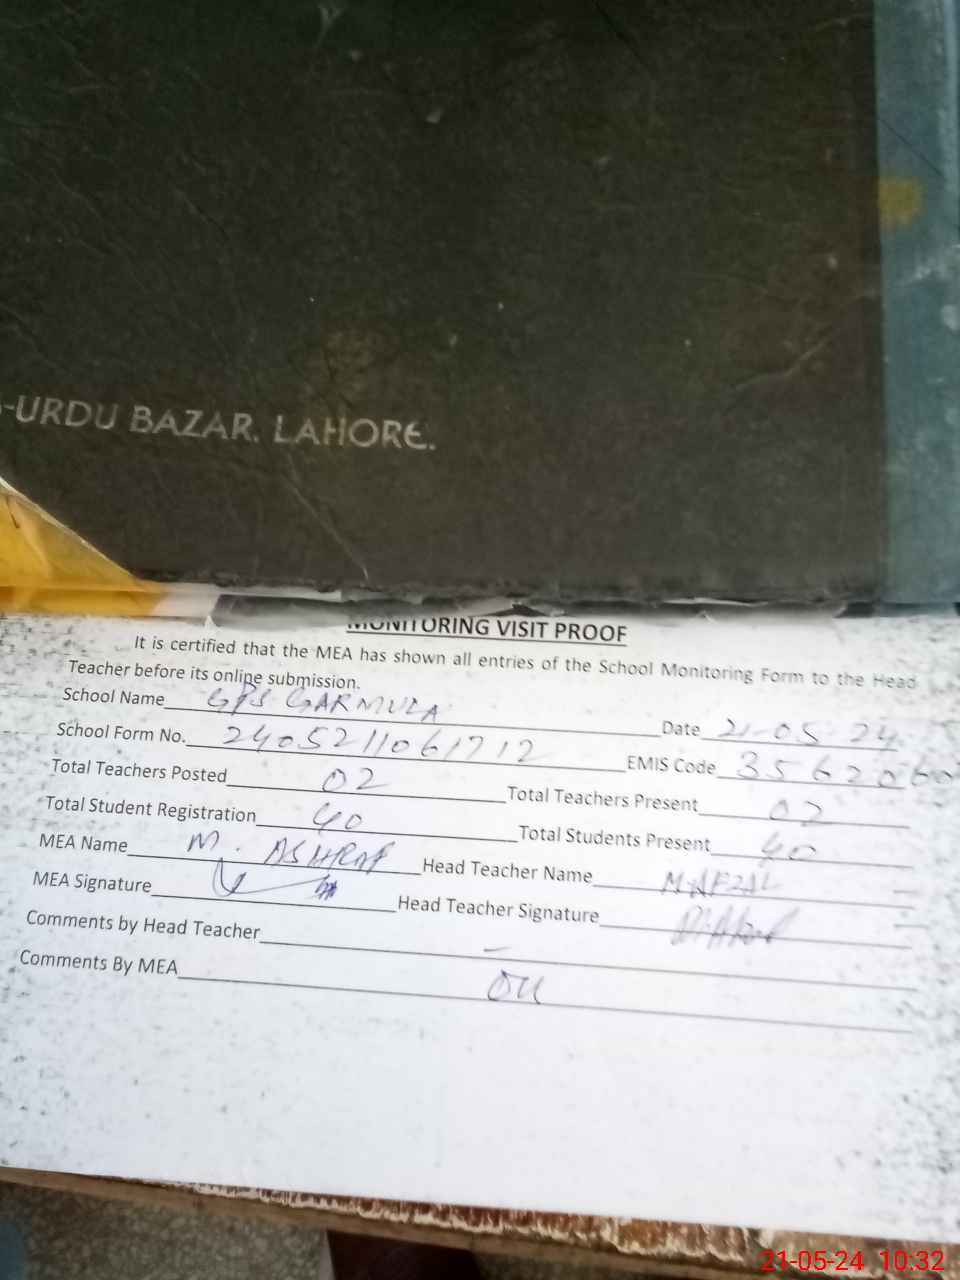 -URDU BAZAR. LAHORE.
MONITORING VISIT PROOF
It is certified that the MEA has shown all entries of the School Monitoring Form to the Head
Teacher before its online submission.
School Name GPS GARMULA Date 21-05-24
School Form No. 2405211061712 EMIS Code 3562060
Total Teachers Posted 02 Total Teachers Present 02
Total Student Registration 40 Total Students Present 40
MEA Name M. ASHRAF Head Teacher Name M.AFZAL
MEA Signature Head Teacher Signature
Comments by Head Teacher –
Comments By MEA OK
21-05-24 10:32